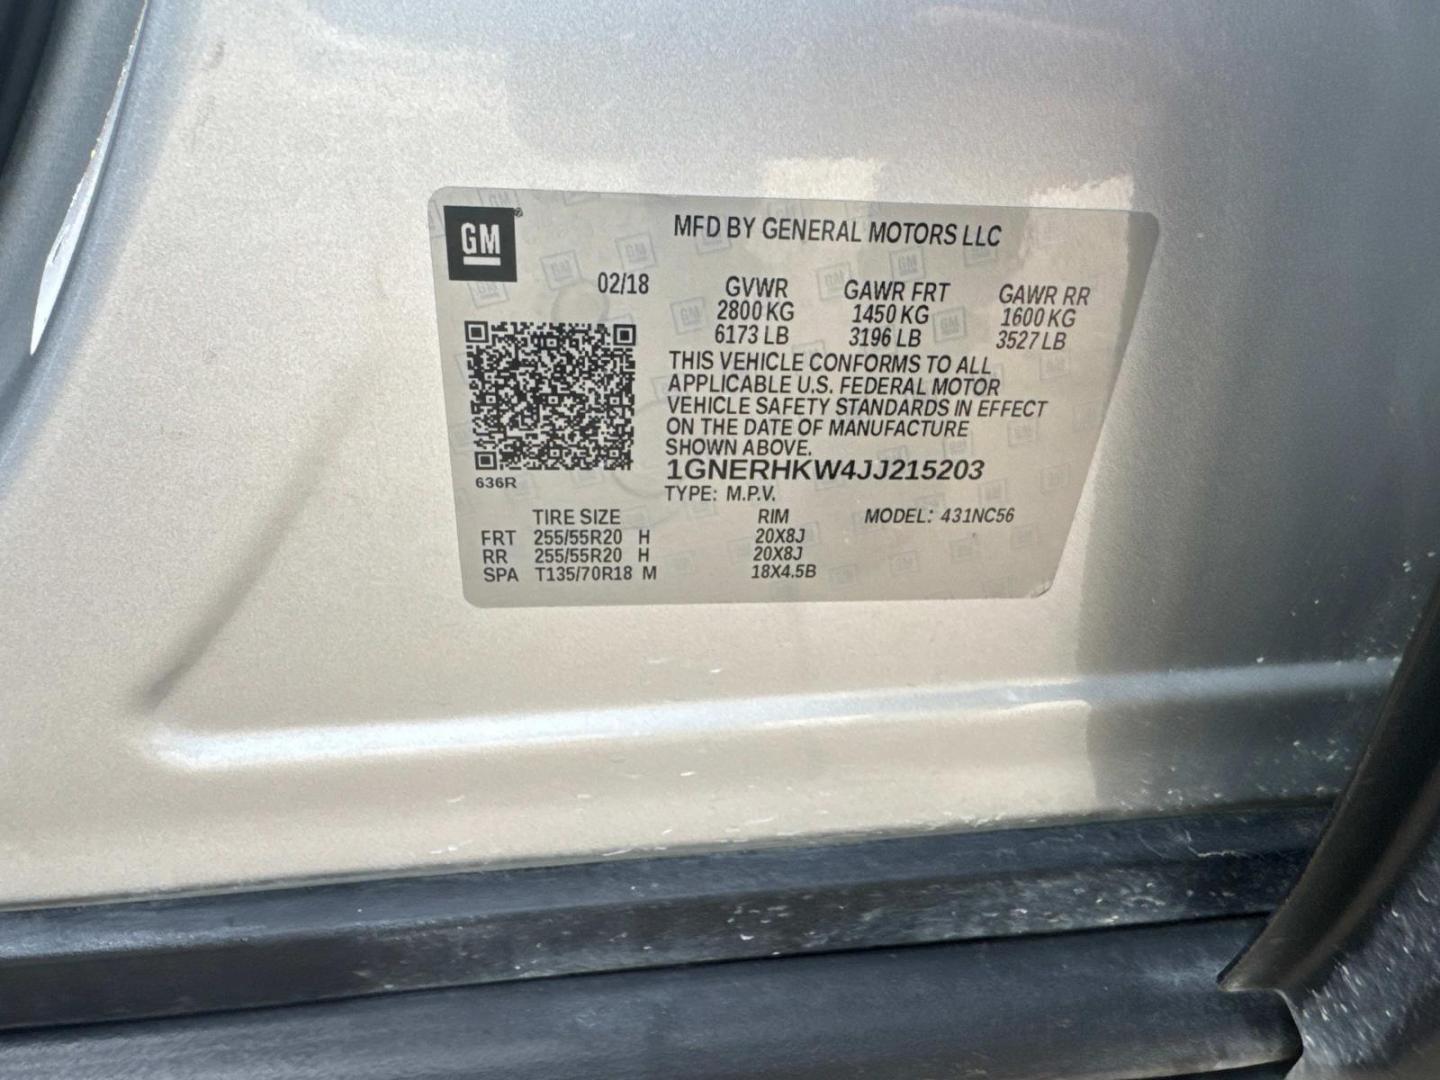 GM
MFD BY GENERAL MOTORS LLC
02/18 GVWR GAWR FRT GAWR RR
2800 KG 1450 KG 1600 KG
6173 LB 3196 LB 3527 LB
THIS VEHICLE CONFORMS TO ALL
APPLICABLE U.S. FEDERAL MOTOR
VEHICLE SAFETY STANDARDS IN EFFECT
ON THE DATE OF MANUFACTURE
SHOWN ABOVE.
1GNERHKW4JJ215203
636R
TYPE: M.P.V.
TIRE SIZE RIM MODEL: 431NC56
FRT 255/55R20 H 20X8J
RR 255/55R20 H 20X8J
SPA T135/70R18 M 18X4.5B